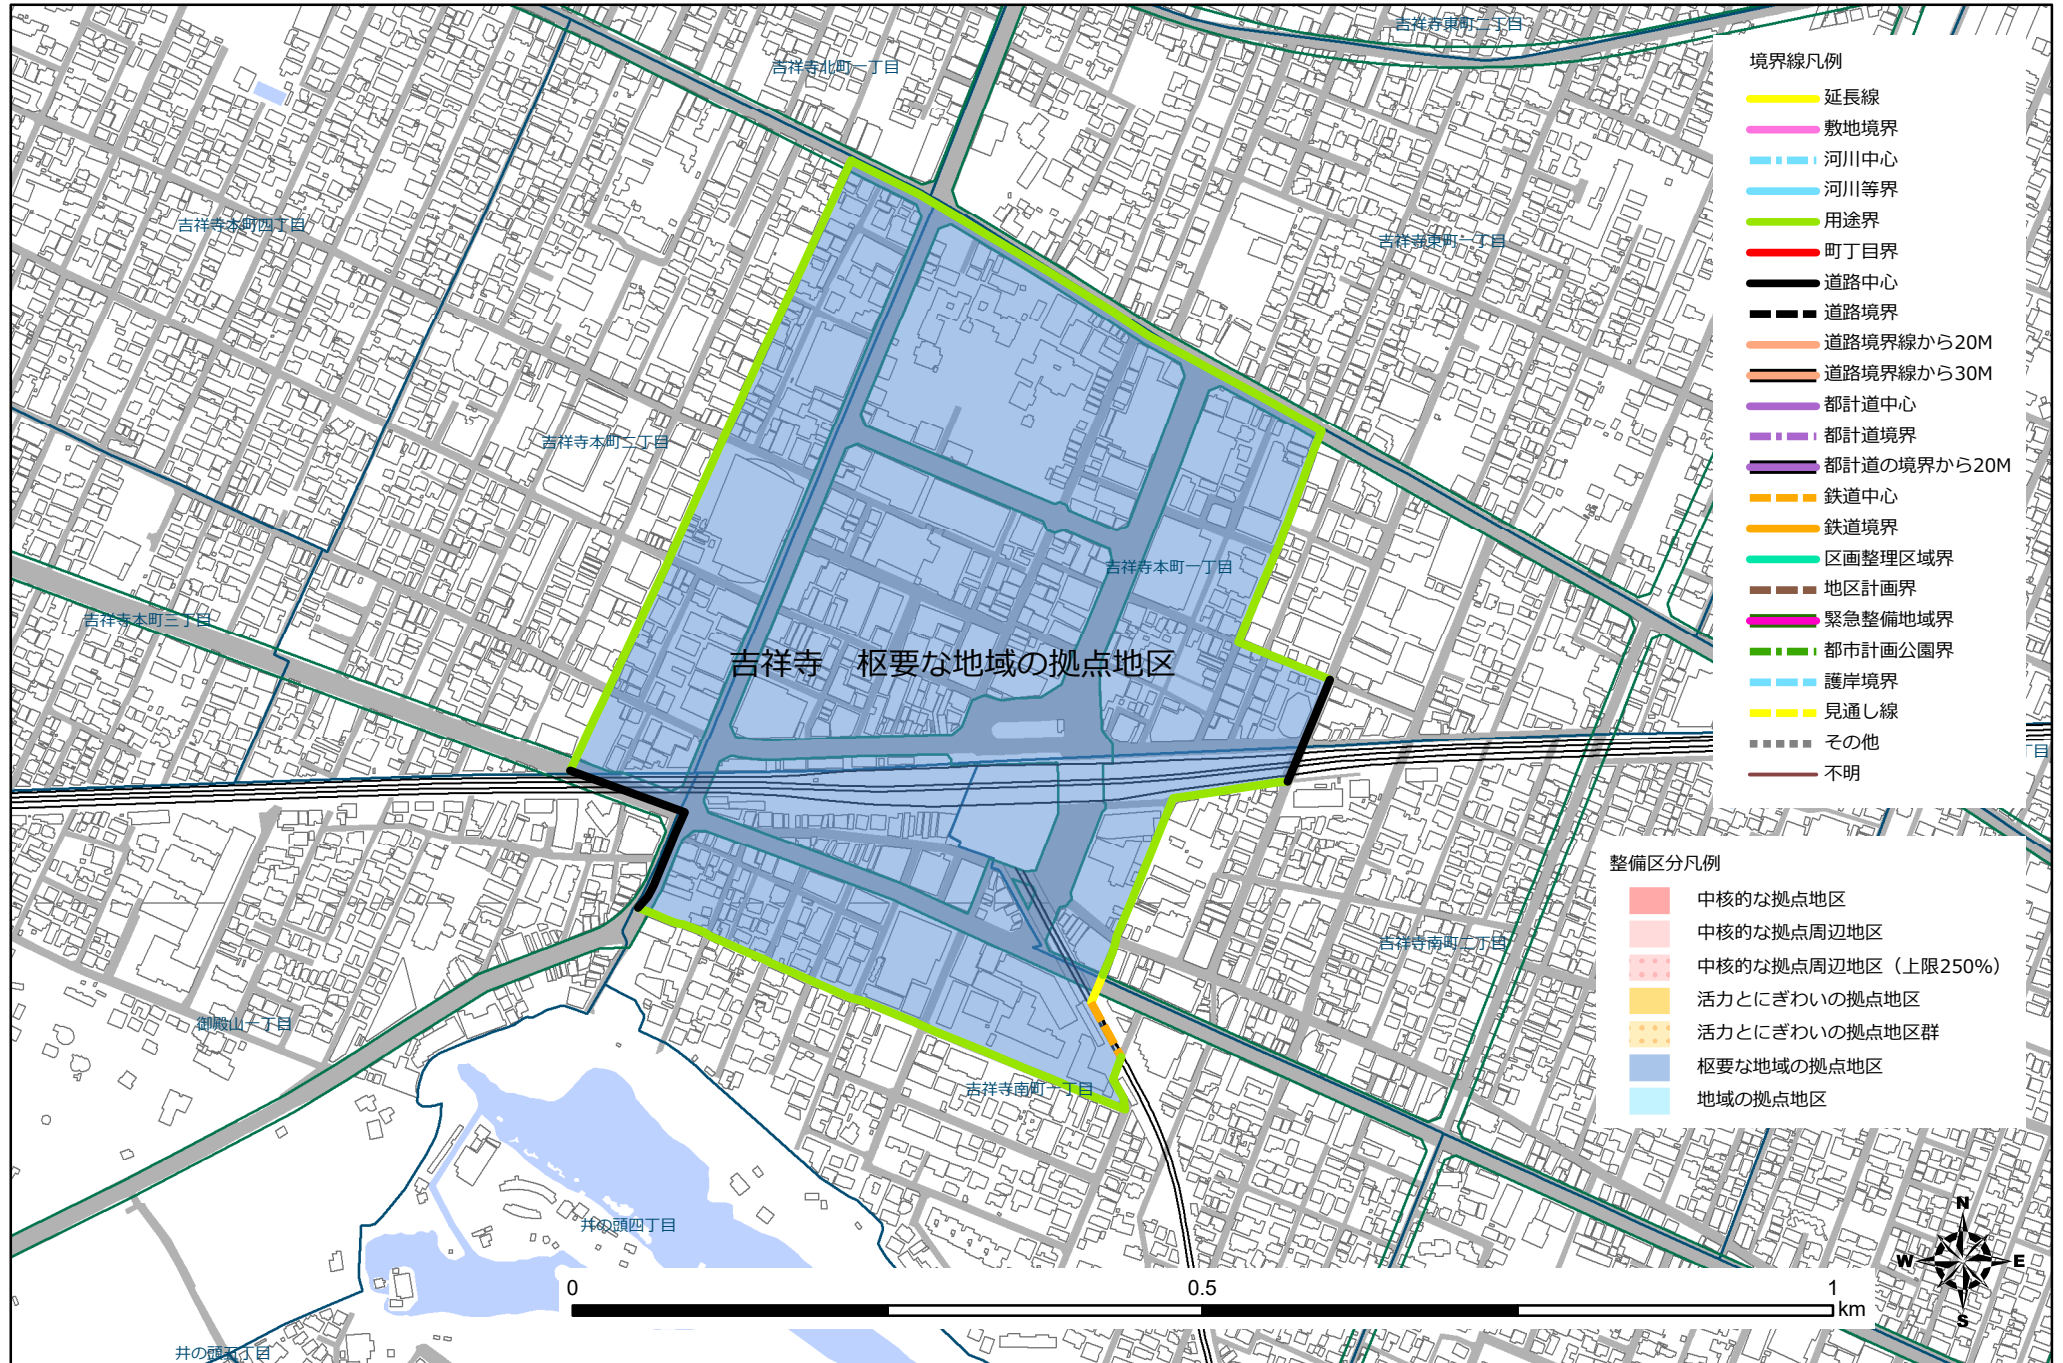 吉祥寺東町二丁目
吉祥寺北町一丁目
吉祥寺本町四丁目
吉祥寺東町一丁目
吉祥寺本町二丁目
吉祥寺本町一丁目
吉祥寺本町三丁目
吉祥寺 枢要な地域の拠点地区
吉祥寺南町二丁目
御殿山一丁目
吉祥寺南町一丁目
井の頭四丁目
井の頭五丁目
丁目
境界線凡例
延長線
敷地境界
河川中心
河川等界
用途界
町丁目界
道路中心
道路境界
道路境界線から20M
道路境界線から30M
都計道中心
都計道境界
都計道の境界から20M
鉄道中心
鉄道境界
区画整理区域界
地区計画界
緊急整備地域界
都市計画公園界
護岸境界
見通し線
その他
不明
整備区分凡例
中核的な拠点地区
中核的な拠点周辺地区
中核的な拠点周辺地区（上限250%）
活力とにぎわいの拠点地区
活力とにぎわいの拠点地区群
枢要な地域の拠点地区
地域の拠点地区
N
W E
S
0 0.5 1
km